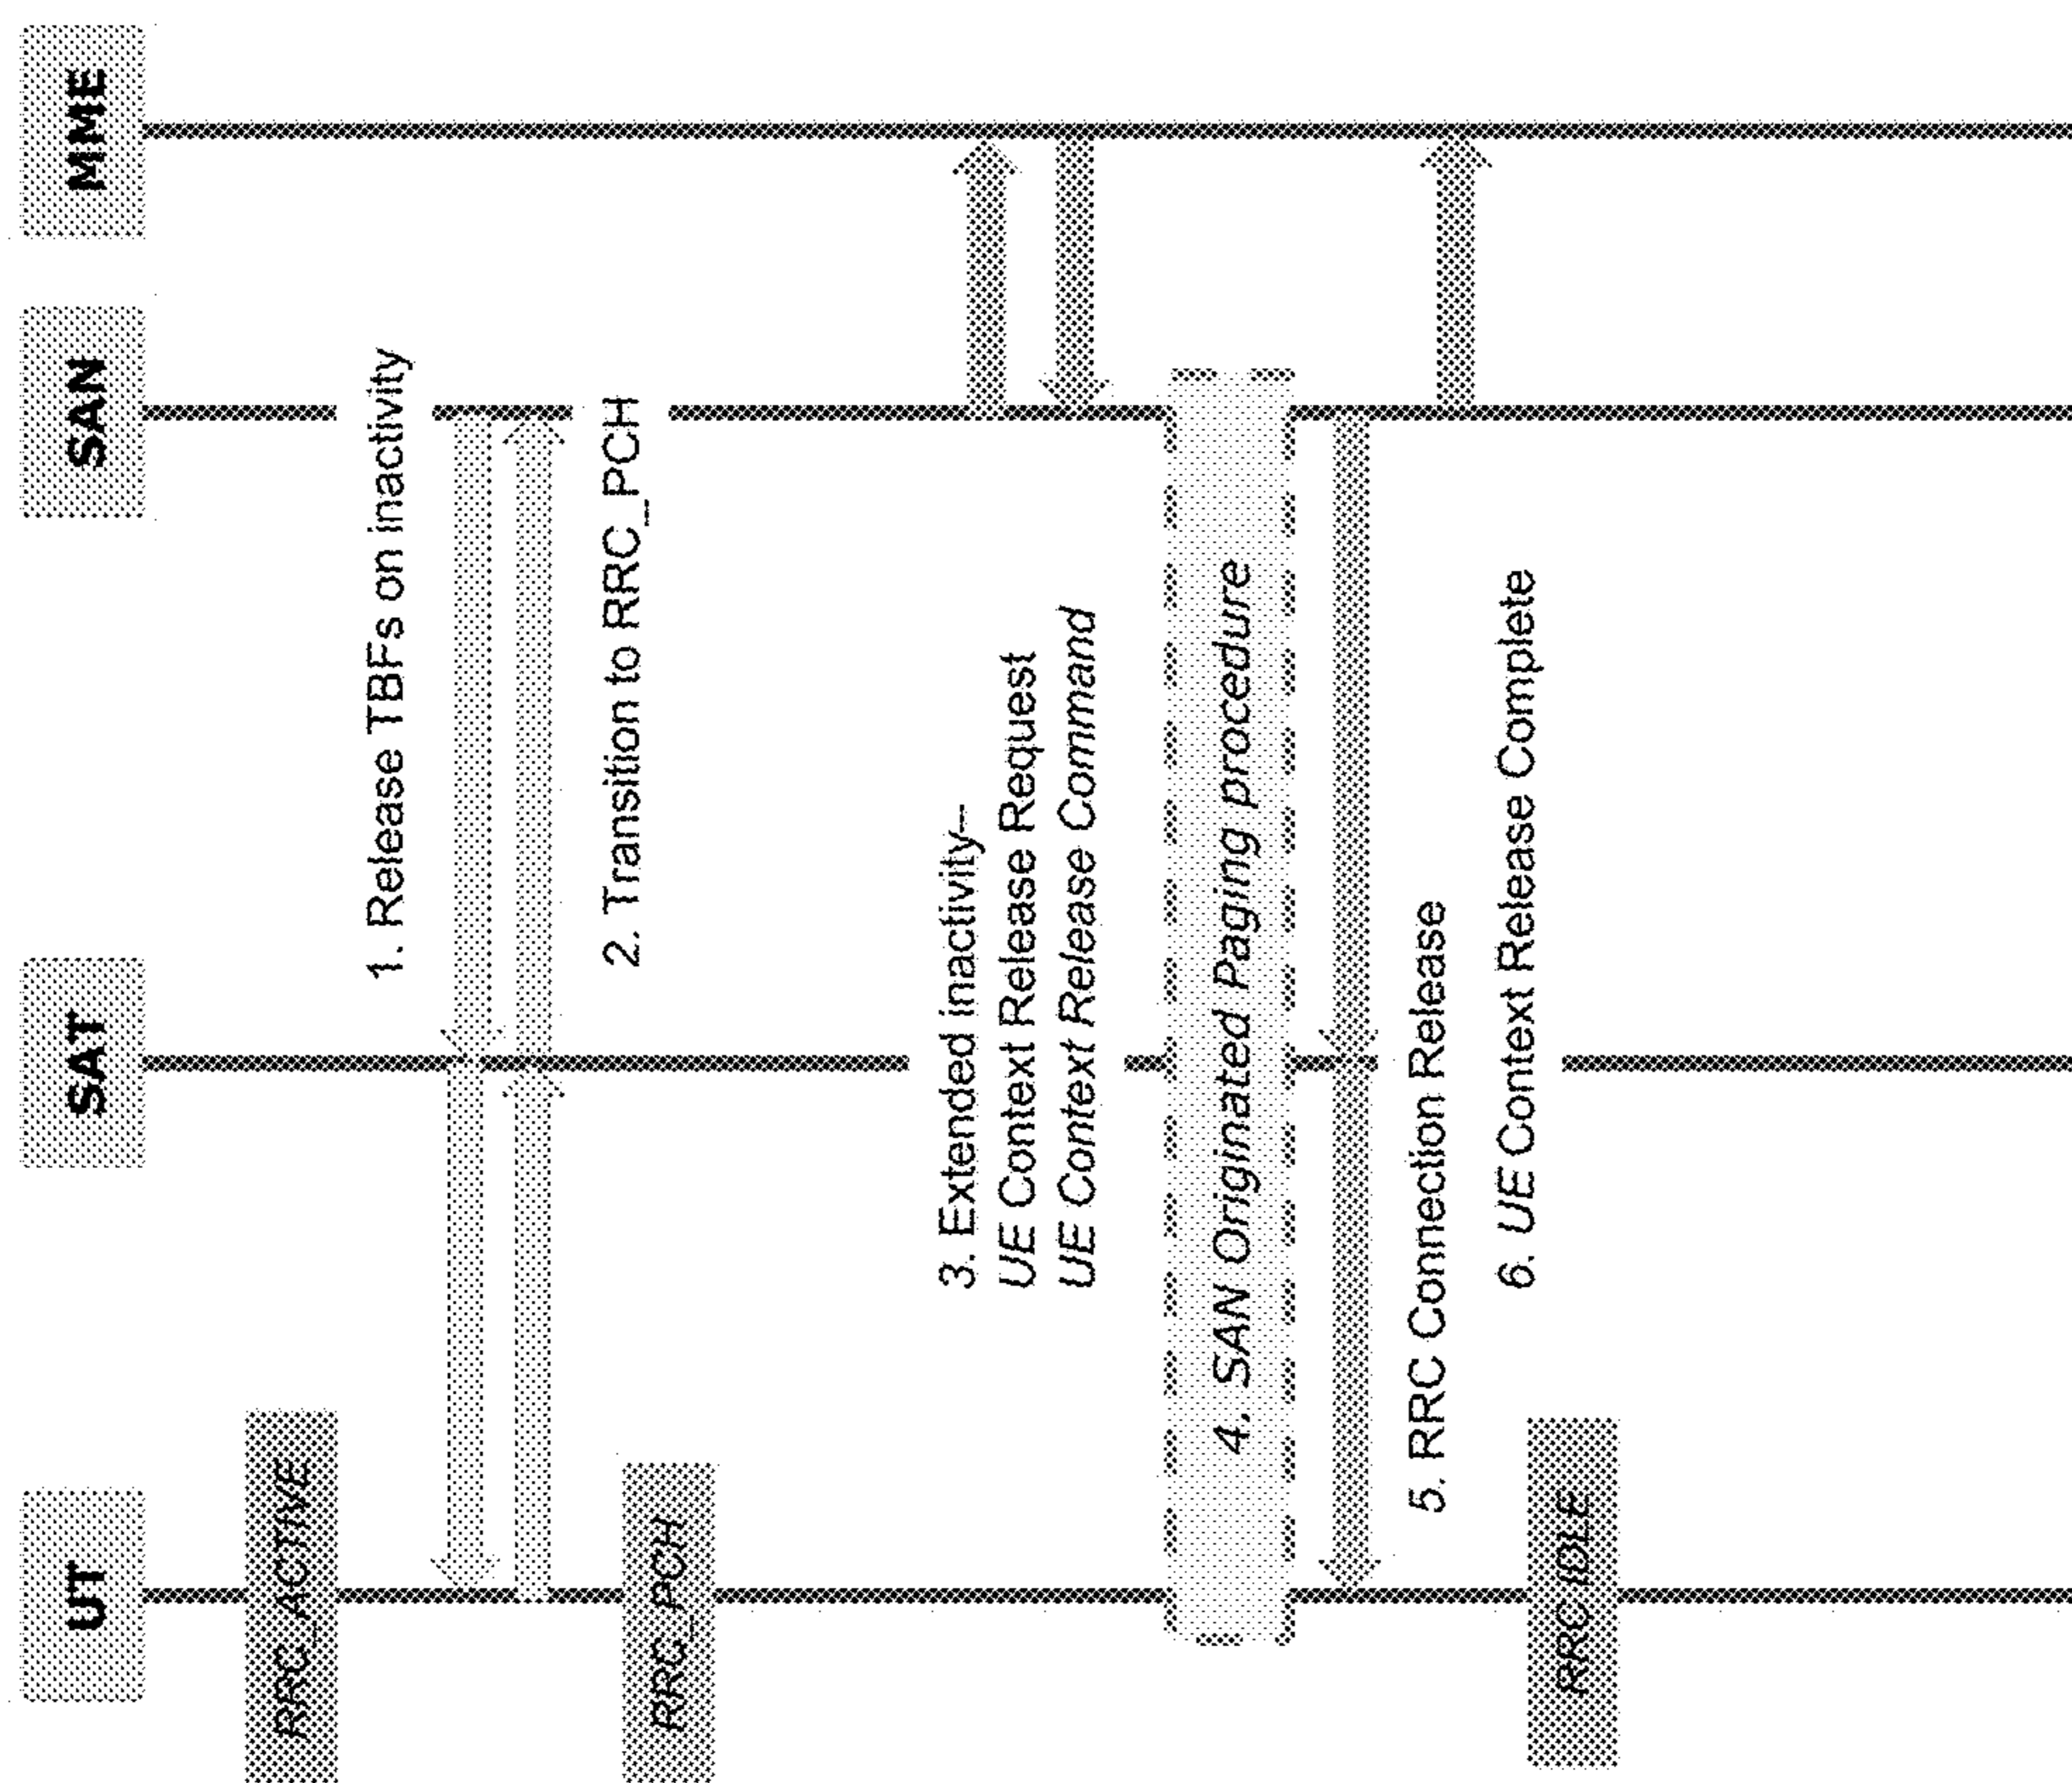 UT
SAT
SAN
MME
RRC_ACTIVE
1. Release TBFs on inactivity
2. Transition to RRC_PCH
RRC_PCH
3. Extended inactivity–
UE Context Release Request
UE Context Release Command
4. SAN Originated Paging procedure
5. RRC Connection Release
6. UE Context Release Complete
RRC IDLE